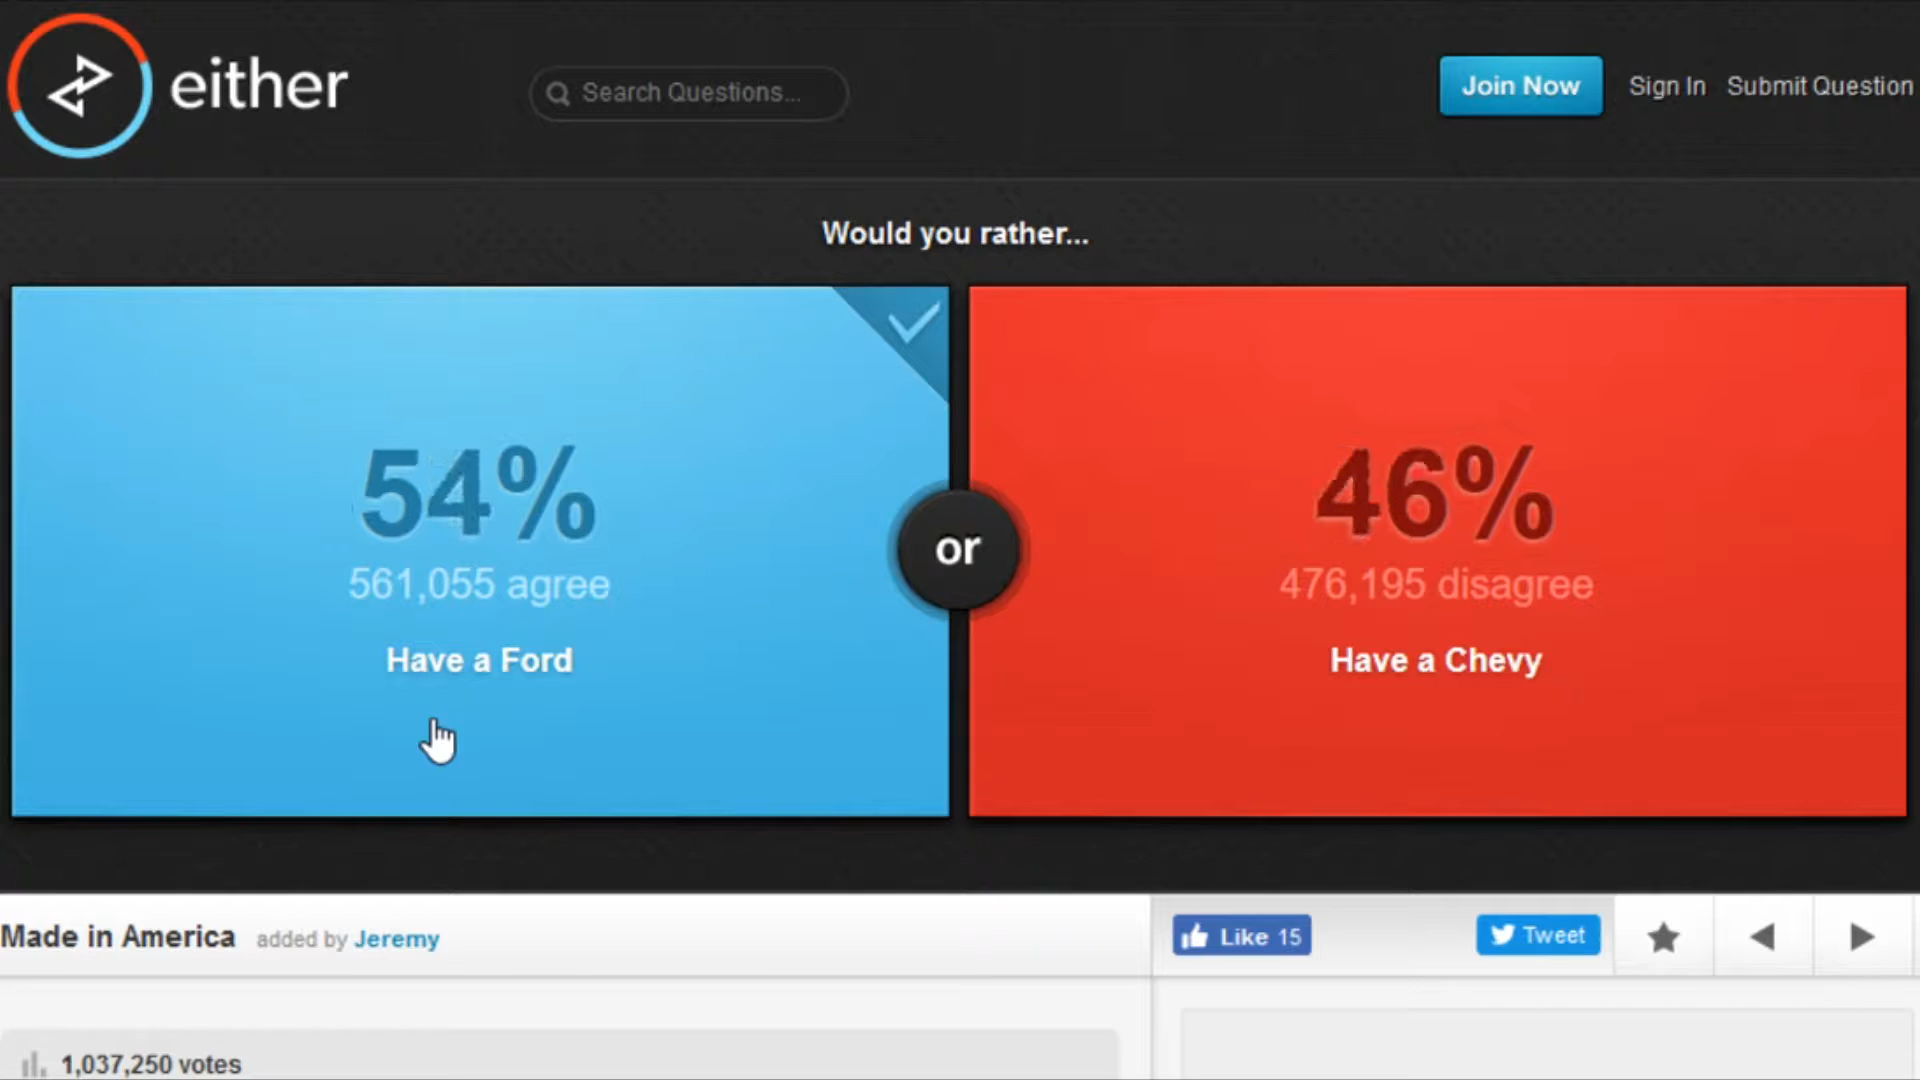 either
Search Questions...
Join Now
Sign In
Submit Question
Would you rather...
54%
561,055 agree
Have a Ford
or
46%
476,195 disagree
Have a Chevy
Made in America added by Jeremy
Like 15
Tweet
1,037,250 votes